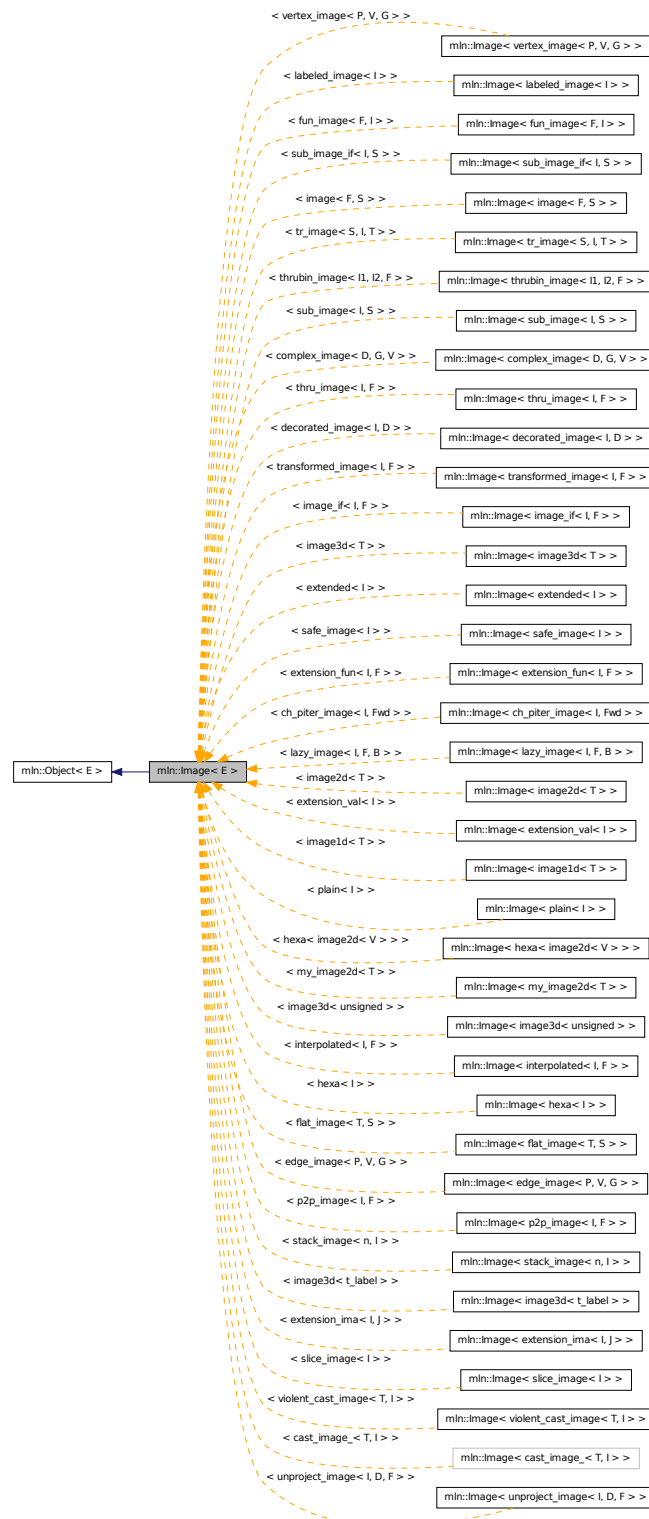 < vertex_image< P, V, G > >
mln::Image< vertex_image< P, V, G > >
< labeled_image< I > >
mln::Image< labeled_image< I > >
< fun_image< F, I > >
mln::Image< fun_image< F, I > >
< sub_image_if< I, S > >
mln::Image< sub_image_if< I, S > >
< image< F, S > >
mln::Image< image< F, S > >
< tr_image< S, I, T > >
mln::Image< tr_image< S, I, T > >
< thrubin_image< I1, I2, F > >
mln::Image< thrubin_image< I1, I2, F > >
< sub_image< I, S > >
mln::Image< sub_image< I, S > >
< complex_image< D, G, V > >
mln::Image< complex_image< D, G, V > >
< thru_image< I, F > >
mln::Image< thru_image< I, F > >
< decorated_image< I, D > >
mln::Image< decorated_image< I, D > >
< transformed_image< I, F > >
mln::Image< transformed_image< I, F > >
< image_if< I, F > >
mln::Image< image_if< I, F > >
< image3d< T > >
mln::Image< image3d< T > >
< extended< I > >
mln::Image< extended< I > >
< safe_image< I > >
mln::Image< safe_image< I > >
< extension_fun< I, F > >
mln::Image< extension_fun< I, F > >
< ch_piter_image< I, Fwd > >
mln::Image< ch_piter_image< I, Fwd > >
< lazy_image< I, F, B > >
mln::Image< lazy_image< I, F, B > >
mln::Object< E >
mln::Image< E >
< image2d< T > >
mln::Image< image2d< T > >
< extension_val< I > >
mln::Image< extension_val< I > >
< image1d< T > >
mln::Image< image1d< T > >
< plain< I > >
mln::Image< plain< I > >
< hexa< image2d< V > > >
mln::Image< hexa< image2d< V > > >
< my_image2d< T > >
mln::Image< my_image2d< T > >
< image3d< unsigned > >
mln::Image< image3d< unsigned > >
< interpolated< I, F > >
mln::Image< interpolated< I, F > >
< hexa< I > >
mln::Image< hexa< I > >
< flat_image< T, S > >
mln::Image< flat_image< T, S > >
< edge_image< P, V, G > >
mln::Image< edge_image< P, V, G > >
< p2p_image< I, F > >
mln::Image< p2p_image< I, F > >
< stack_image< n, I > >
mln::Image< stack_image< n, I > >
< image3d< t_label > >
mln::Image< image3d< t_label > >
< extension_ima< I, J > >
mln::Image< extension_ima< I, J > >
< slice_image< I > >
mln::Image< slice_image< I > >
< violent_cast_image< T, I > >
mln::Image< violent_cast_image< T, I > >
< cast_image_< T, I > >
mln::Image< cast_image_< T, I > >
< unproject_image< I, D, F > >
mln::Image< unproject_image< I, D, F > >